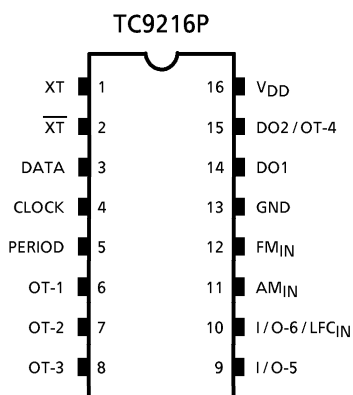 TC9216P
XT 1 16 VDD
XT 2 15 DO2/OT-4
DATA 3 14 DO1
CLOCK 4 13 GND
PERIOD 5 12 FMIN
OT-1 6 11 AMIN
OT-2 7 10 I/O-6/LFCIN
OT-3 8 9 I/O-5